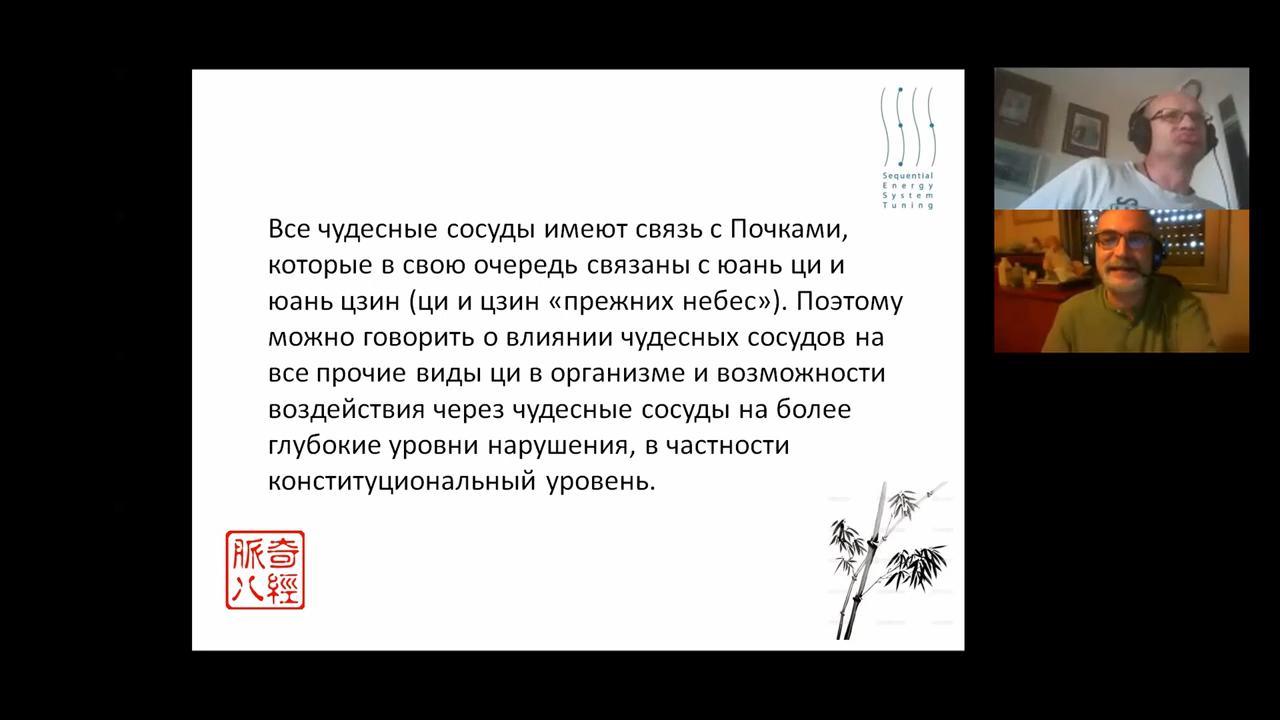 Sequential
Energy
System
Tuning
Все чудесные сосуды имеют связь с Почками,
которые в свою очередь связаны с юань ци и
юань цзин (ци и цзин «прежних небес»). Поэтому
можно говорить о влиянии чудесных сосудов на
все прочие виды ци в организме и возможности
воздействия через чудесные сосуды на более
глубокие уровни нарушения, в частности
конституциональный уровень.
奇經
八脈